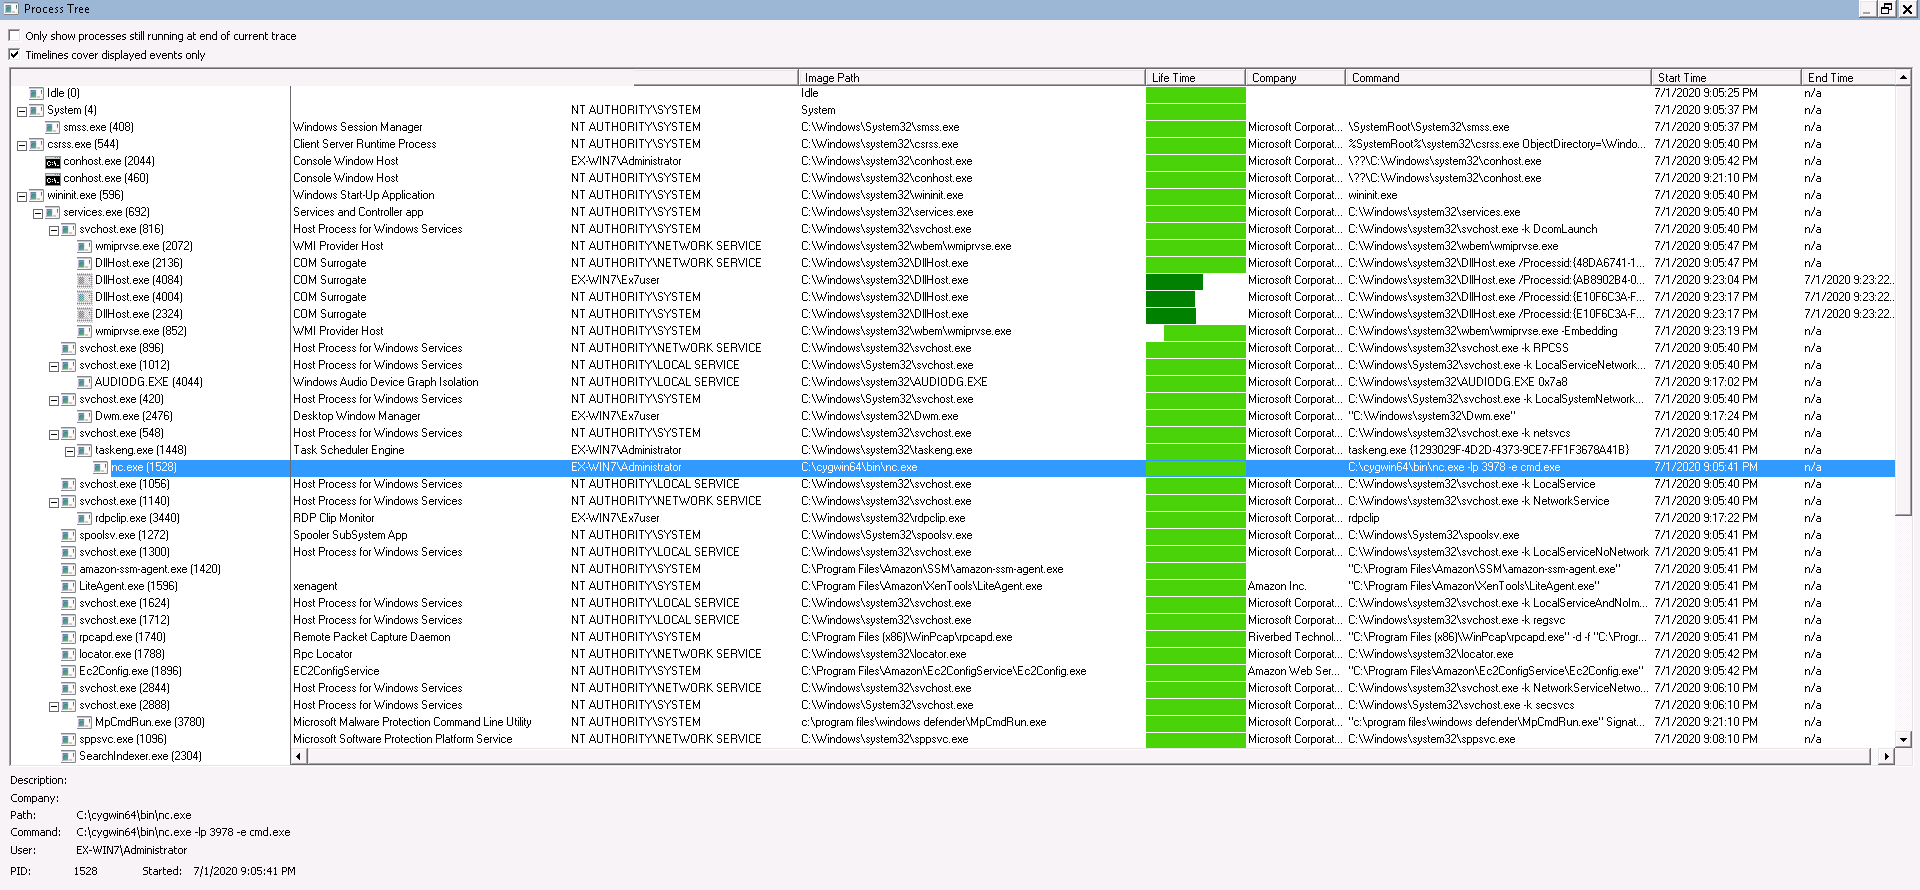 Process Tree
Only show processes still running at end of current trace
Timelines cover displayed events only
Image Path Life Time Company Command Start Time End Time
Idle (0) Idle 7/1/2020 9:05:25 PM n/a
System (4) NT AUTHORITY\SYSTEM System 7/1/2020 9:05:37 PM n/a
smss.exe (408) Windows Session Manager NT AUTHORITY\SYSTEM C:\Windows\System32\smss.exe Microsoft Corporat... \SystemRoot\System32\smss.exe 7/1/2020 9:05:37 PM n/a
csrss.exe (544) Client Server Runtime Process NT AUTHORITY\SYSTEM C:\Windows\system32\csrss.exe Microsoft Corporat... %SystemRoot%\system32\csrss.exe ObjectDirectory=\Windo... 7/1/2020 9:05:40 PM n/a
conhost.exe (2044) Console Window Host EX-WIN7\Administrator C:\Windows\system32\conhost.exe Microsoft Corporat... \??\C:\Windows\system32\conhost.exe 7/1/2020 9:05:42 PM n/a
conhost.exe (460) Console Window Host NT AUTHORITY\SYSTEM C:\Windows\system32\conhost.exe Microsoft Corporat... \??\C:\Windows\system32\conhost.exe 7/1/2020 9:21:10 PM n/a
wininit.exe (596) Windows Start-Up Application NT AUTHORITY\SYSTEM C:\Windows\system32\wininit.exe Microsoft Corporat... wininit.exe 7/1/2020 9:05:40 PM n/a
services.exe (692) Services and Controller app NT AUTHORITY\SYSTEM C:\Windows\system32\services.exe Microsoft Corporat... C:\Windows\system32\services.exe 7/1/2020 9:05:40 PM n/a
svchost.exe (816) Host Process for Windows Services NT AUTHORITY\SYSTEM C:\Windows\system32\svchost.exe Microsoft Corporat... C:\Windows\system32\svchost.exe -k DcomLaunch 7/1/2020 9:05:40 PM n/a
wmiprvse.exe (2072) WMI Provider Host NT AUTHORITY\NETWORK SERVICE C:\Windows\system32\wbem\wmiprvse.exe Microsoft Corporat... C:\Windows\system32\wbem\wmiprvse.exe 7/1/2020 9:05:47 PM n/a
DllHost.exe (2136) COM Surrogate NT AUTHORITY\NETWORK SERVICE C:\Windows\system32\DllHost.exe Microsoft Corporat... C:\Windows\system32\DllHost.exe /Processid:{48DA6741-1... 7/1/2020 9:05:47 PM n/a
DllHost.exe (4084) COM Surrogate EX-WIN7\Ex7user C:\Windows\system32\DllHost.exe Microsoft Corporat... C:\Windows\system32\DllHost.exe /Processid:{AB8902B4-0... 7/1/2020 9:23:04 PM 7/1/2020 9:23:22...
DllHost.exe (4004) COM Surrogate NT AUTHORITY\SYSTEM C:\Windows\system32\DllHost.exe Microsoft Corporat... C:\Windows\system32\DllHost.exe /Processid:{E10F6C3A-F... 7/1/2020 9:23:17 PM 7/1/2020 9:23:22...
DllHost.exe (2324) COM Surrogate NT AUTHORITY\SYSTEM C:\Windows\system32\DllHost.exe Microsoft Corporat... C:\Windows\system32\DllHost.exe /Processid:{E10F6C3A-F... 7/1/2020 9:23:17 PM 7/1/2020 9:23:22...
wmiprvse.exe (852) WMI Provider Host NT AUTHORITY\SYSTEM C:\Windows\system32\wbem\wmiprvse.exe Microsoft Corporat... C:\Windows\system32\wbem\wmiprvse.exe -Embedding 7/1/2020 9:23:19 PM n/a
svchost.exe (896) Host Process for Windows Services NT AUTHORITY\NETWORK SERVICE C:\Windows\system32\svchost.exe Microsoft Corporat... C:\Windows\system32\svchost.exe -k RPCSS 7/1/2020 9:05:40 PM n/a
svchost.exe (1012) Host Process for Windows Services NT AUTHORITY\LOCAL SERVICE C:\Windows\System32\svchost.exe Microsoft Corporat... C:\Windows\System32\svchost.exe -k LocalServiceNetwork... 7/1/2020 9:05:40 PM n/a
AUDIODG.EXE (4044) Windows Audio Device Graph Isolation NT AUTHORITY\LOCAL SERVICE C:\Windows\system32\AUDIODG.EXE Microsoft Corporat... C:\Windows\system32\AUDIODG.EXE 0x7a8 7/1/2020 9:17:02 PM n/a
svchost.exe (420) Host Process for Windows Services NT AUTHORITY\SYSTEM C:\Windows\System32\svchost.exe Microsoft Corporat... C:\Windows\System32\svchost.exe -k LocalSystemNetwork... 7/1/2020 9:05:40 PM n/a
Dwm.exe (2476) Desktop Window Manager EX-WIN7\Ex7user C:\Windows\system32\Dwm.exe Microsoft Corporat... "C:\Windows\system32\Dwm.exe" 7/1/2020 9:17:24 PM n/a
svchost.exe (548) Host Process for Windows Services NT AUTHORITY\SYSTEM C:\Windows\system32\svchost.exe Microsoft Corporat... C:\Windows\system32\svchost.exe -k netsvcs 7/1/2020 9:05:40 PM n/a
taskeng.exe (1448) Task Scheduler Engine EX-WIN7\Administrator C:\Windows\system32\taskeng.exe Microsoft Corporat... taskeng.exe {1293029F-4D2D-4373-9CE7-FF1F3678A41B} 7/1/2020 9:05:41 PM n/a
nc.exe (1528) EX-WIN7\Administrator C:\cygwin64\bin\nc.exe C:\cygwin64\bin\nc.exe -lp 3978 -e cmd.exe 7/1/2020 9:05:41 PM n/a
svchost.exe (1056) Host Process for Windows Services NT AUTHORITY\LOCAL SERVICE C:\Windows\system32\svchost.exe Microsoft Corporat... C:\Windows\system32\svchost.exe -k LocalService 7/1/2020 9:05:40 PM n/a
svchost.exe (1140) Host Process for Windows Services NT AUTHORITY\NETWORK SERVICE C:\Windows\system32\svchost.exe Microsoft Corporat... C:\Windows\system32\svchost.exe -k NetworkService 7/1/2020 9:05:40 PM n/a
rdpclip.exe (3440) RDP Clip Monitor EX-WIN7\Ex7user C:\Windows\system32\rdpclip.exe Microsoft Corporat... rdpclip 7/1/2020 9:17:22 PM n/a
spoolsv.exe (1272) Spooler SubSystem App NT AUTHORITY\SYSTEM C:\Windows\System32\spoolsv.exe Microsoft Corporat... C:\Windows\System32\spoolsv.exe 7/1/2020 9:05:41 PM n/a
svchost.exe (1300) Host Process for Windows Services NT AUTHORITY\LOCAL SERVICE C:\Windows\system32\svchost.exe Microsoft Corporat... C:\Windows\system32\svchost.exe -k LocalServiceNoNetwork 7/1/2020 9:05:41 PM n/a
amazon-ssm-agent.exe (1420) NT AUTHORITY\SYSTEM C:\Program Files\Amazon\SSM\amazon-ssm-agent.exe "C:\Program Files\Amazon\SSM\amazon-ssm-agent.exe" 7/1/2020 9:05:41 PM n/a
LiteAgent.exe (1596) xenagent NT AUTHORITY\SYSTEM C:\Program Files\Amazon\XenTools\LiteAgent.exe Amazon Inc. "C:\Program Files\Amazon\XenTools\LiteAgent.exe" 7/1/2020 9:05:41 PM n/a
svchost.exe (1624) Host Process for Windows Services NT AUTHORITY\LOCAL SERVICE C:\Windows\system32\svchost.exe Microsoft Corporat... C:\Windows\system32\svchost.exe -k LocalServiceAndNoIm... 7/1/2020 9:05:41 PM n/a
svchost.exe (1712) Host Process for Windows Services NT AUTHORITY\LOCAL SERVICE C:\Windows\system32\svchost.exe Microsoft Corporat... C:\Windows\system32\svchost.exe -k regsvc 7/1/2020 9:05:41 PM n/a
rpcapd.exe (1740) Remote Packet Capture Daemon NT AUTHORITY\SYSTEM C:\Program Files (x86)\WinPcap\rpcapd.exe Riverbed Technol... "C:\Program Files (x86)\WinPcap\rpcapd.exe" -d -f "C:\Progr... 7/1/2020 9:05:41 PM n/a
locator.exe (1788) Rpc Locator NT AUTHORITY\NETWORK SERVICE C:\Windows\system32\locator.exe Microsoft Corporat... C:\Windows\system32\locator.exe 7/1/2020 9:05:42 PM n/a
Ec2Config.exe (1896) EC2ConfigService NT AUTHORITY\SYSTEM C:\Program Files\Amazon\Ec2ConfigService\Ec2Config.exe Amazon Web Ser... "C:\Program Files\Amazon\Ec2ConfigService\Ec2Config.exe" 7/1/2020 9:05:42 PM n/a
svchost.exe (2844) Host Process for Windows Services NT AUTHORITY\NETWORK SERVICE C:\Windows\System32\svchost.exe Microsoft Corporat... C:\Windows\System32\svchost.exe -k NetworkServiceNetwo... 7/1/2020 9:06:10 PM n/a
svchost.exe (2888) Host Process for Windows Services NT AUTHORITY\SYSTEM C:\Windows\System32\svchost.exe Microsoft Corporat... C:\Windows\System32\svchost.exe -k secsvcs 7/1/2020 9:06:10 PM n/a
MpCmdRun.exe (3780) Microsoft Malware Protection Command Line Utility NT AUTHORITY\SYSTEM c:\program files\windows defender\MpCmdRun.exe Microsoft Corporat... "c:\program files\windows defender\MpCmdRun.exe" Signat... 7/1/2020 9:21:10 PM n/a
sppsvc.exe (1096) Microsoft Software Protection Platform Service NT AUTHORITY\NETWORK SERVICE C:\Windows\system32\sppsvc.exe Microsoft Corporat... C:\Windows\system32\sppsvc.exe 7/1/2020 9:08:10 PM n/a
SearchIndexer.exe (2304)
Description:
Company:
Path: C:\cygwin64\bin\nc.exe
Command: C:\cygwin64\bin\nc.exe -lp 3978 -e cmd.exe
User: EX-WIN7\Administrator
PID: 1528 Started: 7/1/2020 9:05:41 PM